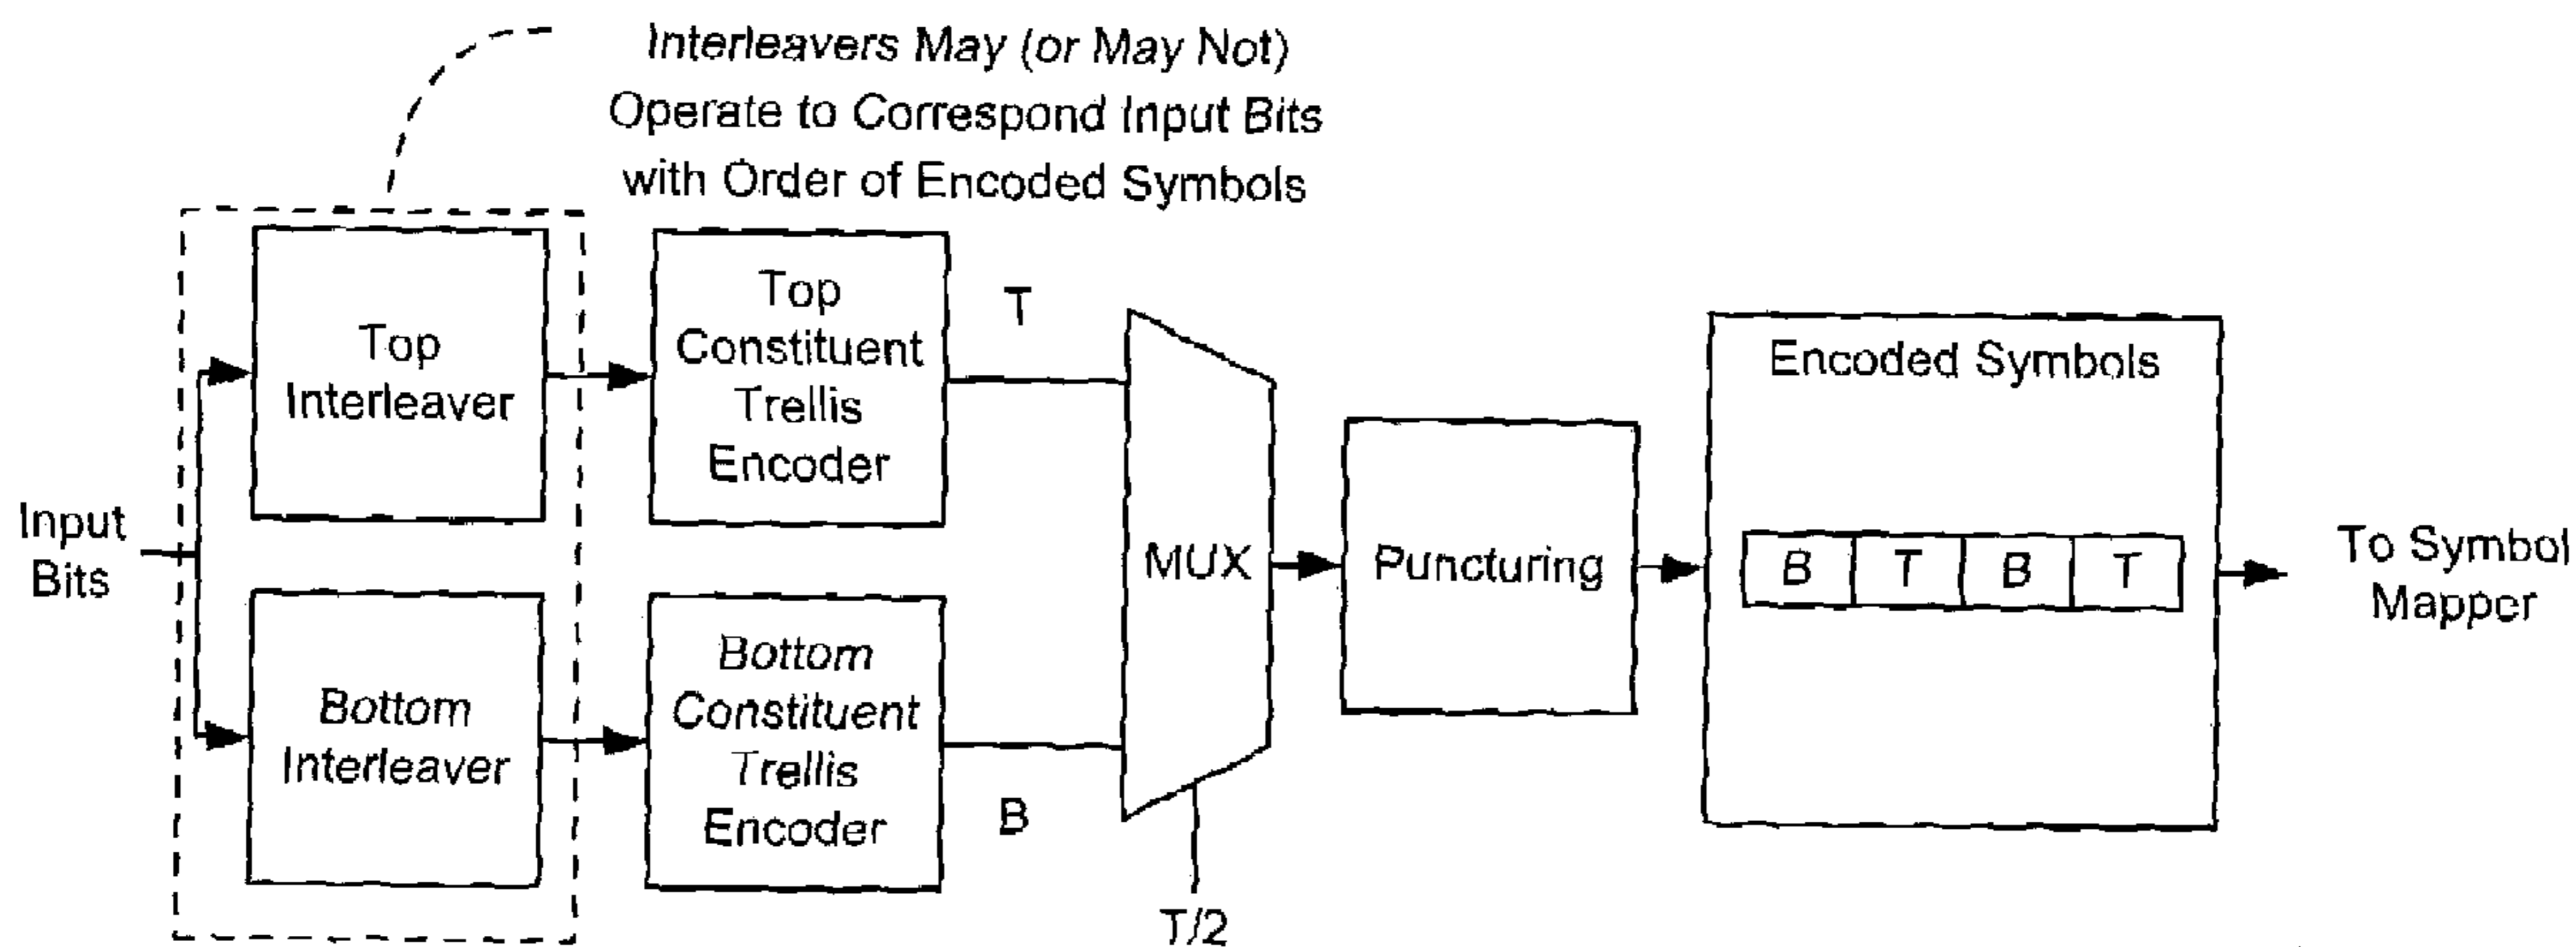 Interleavers May (or May Not)
Operate to Correspond Input Bits
with Order of Encoded Symbols
Top
Interleaver
Top
Constituent
Trellis
Encoder
T
Input
Bits
Bottom
Interleaver
Bottom
Constituent
Trellis
Encoder
B
MUX
T/2
Puncturing
Encoded Symbols
B T B T
To Symbol
Mapper